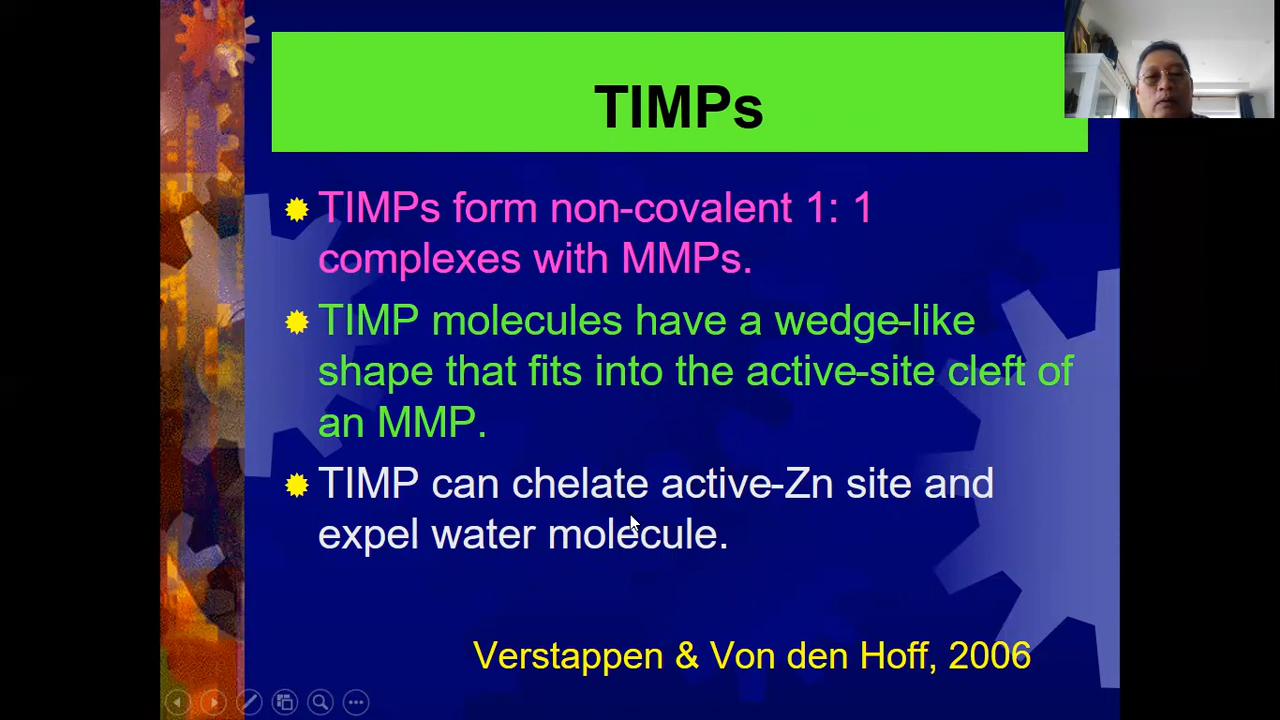 TIMPs
TIMPs form non-covalent 1: 1
complexes with MMPs.
TIMP molecules have a wedge-like
shape that fits into the active-site cleft of
an MMP.
TIMP can chelate active-Zn site and
expel water molecule.
Verstappen & Von den Hoff, 2006